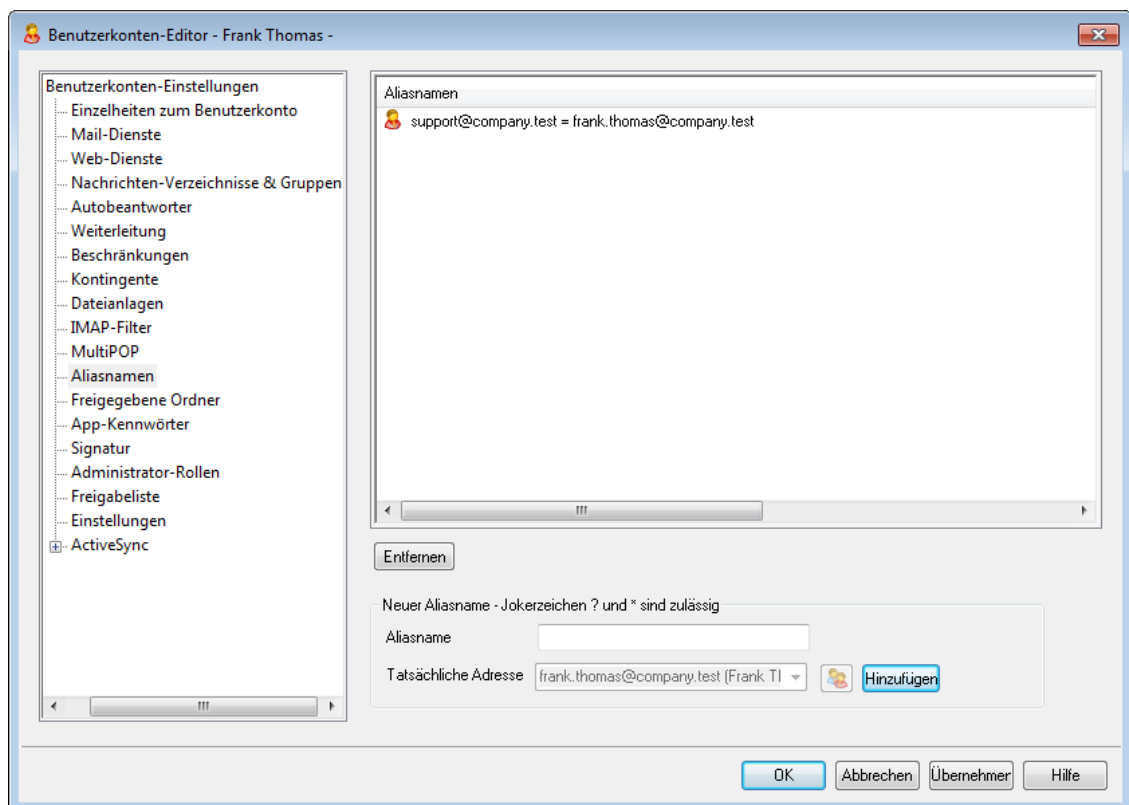 Benutzerkonten-Editor - Frank Thomas -
Benutzerkonten-Einstellungen
Einzelheiten zum Benutzerkonto
Mail-Dienste
Web-Dienste
Nachrichten-Verzeichnisse & Gruppen
Autobeantworter
Weiterleitung
Beschränkungen
Kontingente
Dateianlagen
IMAP-Filter
MultiPOP
Aliasnamen
Freigegebene Ordner
App-Kennwörter
Signatur
Administrator-Rollen
Freigabeliste
Einstellungen
ActiveSync
Aliasnamen
support@company.test = frank.thomas@company.test
Entfernen
Neuer Aliasname - Jokerzeichen ? und * sind zulässig
Aliasname
Tatsächliche Adresse frank.thomas@company.test (Frank Tl Hinzufügen
OK Abbrechen Übernehmer Hilfe